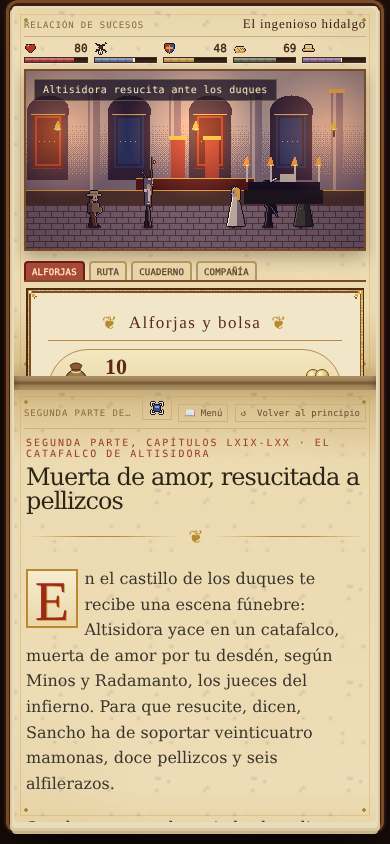 RELACIÓN DE SUCESOS
El ingenioso hidalgo
80
48
69
Altisidora resucita ante los duques
ALFORJAS
RUTA
CUADERNO
COMPAÑÍA
Alforjas y bolsa
10
SEGUNDA PARTE DE…
Menú
Volver al principio
SEGUNDA PARTE, CAPÍTULOS LXIX-LXX · EL
CATAFALCO DE ALTISIDORA
Muerta de amor, resucitada a
pellizcos
En el castillo de los duques te
recibe una escena fúnebre:
Altisidora yace en un catafalco,
muerta de amor por tu desdén, según
Minos y Radamanto, los jueces del
infierno. Para que resucite, dicen,
Sancho ha de soportar veinticuatro
mamonas, doce pellizcos y seis
alfilerazos.